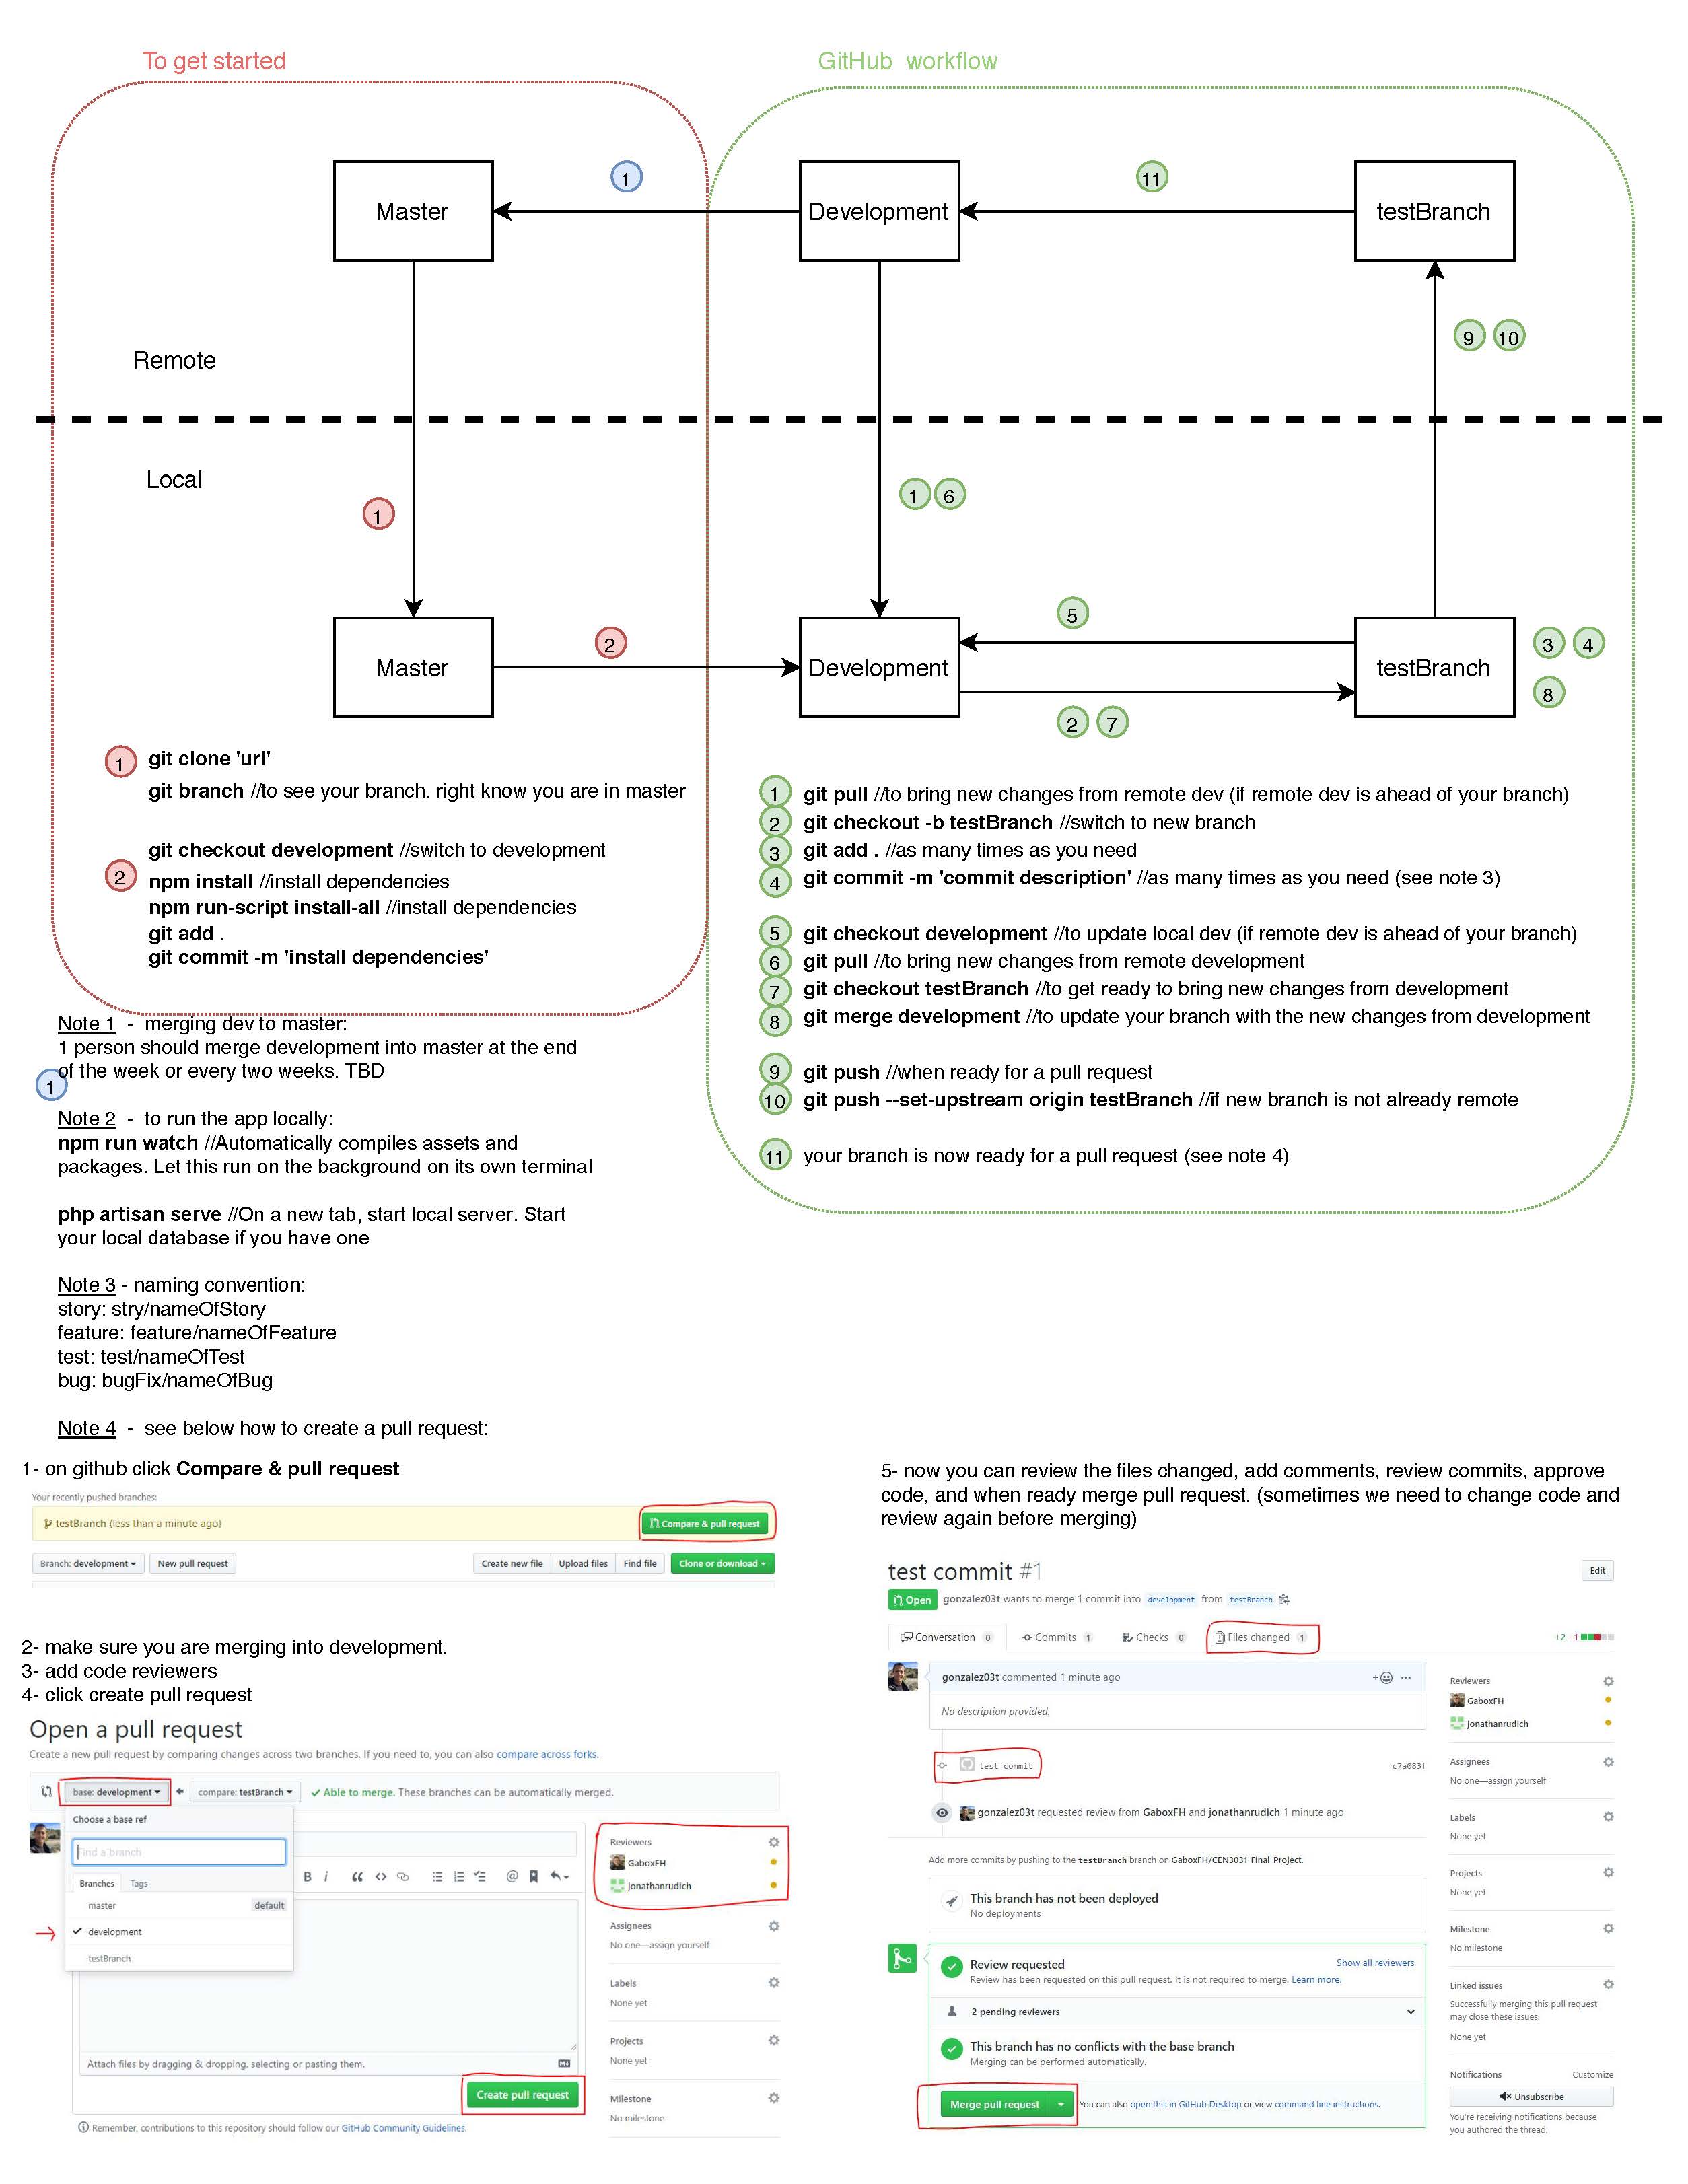 To get started
GitHub workflow
1
11
Master
Development
testBranch
9 10
Remote
Local
1
1 6
5
2
3 4
Master
Development
testBranch
8
2 7
1 git clone 'url'
git branch //to see your branch. right know you are in master
git checkout development //switch to development
2 npm install //install dependencies
npm run-script install-all //install dependencies
git add .
git commit -m 'install dependencies'
1 git pull //to bring new changes from remote dev (if remote dev is ahead of your branch)
2 git checkout -b testBranch //switch to new branch
3 git add . //as many times as you need
4 git commit -m 'commit description' //as many times as you need (see note 3)
5 git checkout development //to update local dev (if remote dev is ahead of your branch)
6 git pull //to bring new changes from remote development
7 git checkout testBranch //to get ready to bring new changes from development
8 git merge development //to update your branch with the new changes from development
9 git push //when ready for a pull request
10 git push --set-upstream origin testBranch //if new branch is not already remote
11 your branch is now ready for a pull request (see note 4)
Note 1 - merging dev to master:
1 person should merge development into master at the end
of the week or every two weeks. TBD
1
Note 2 - to run the app locally:
npm run watch //Automatically compiles assets and
packages. Let this run on the background on its own terminal
php artisan serve //On a new tab, start local server. Start
your local database if you have one
Note 3 - naming convention:
story: stry/nameOfStory
feature: feature/nameOfFeature
test: test/nameOfTest
bug: bugFix/nameOfBug
Note 4 - see below how to create a pull request:
1- on github click Compare & pull request
Your recently pushed branches:
testBranch (less than a minute ago)
Compare & pull request
Branch: development
New pull request
Create new file
Upload files
Find file
Clone or download
2- make sure you are merging into development.
3- add code reviewers
4- click create pull request
Open a pull request
Create a new pull request by comparing changes across two branches. If you need to, you can also compare across forks.
base: development
compare: testBranch
Able to merge. These branches can be automatically merged.
Choose a base ref
Find a branch
Branches
Tags
master
default
development
testBranch
B i
Attach files by dragging & dropping, selecting or pasting them.
Create pull request
Remember, contributions to this repository should follow our GitHub Community Guidelines.
Reviewers
GaboxFH
jonathanrudich
Assignees
No one—assign yourself
Labels
None yet
Projects
None yet
Milestone
No milestone
5- now you can review the files changed, add comments, review commits, approve
code, and when ready merge pull request. (sometimes we need to change code and
review again before merging)
test commit #1
Edit
Open
gonzalez03t wants to merge 1 commit into development from testBranch
Conversation 0
Commits 1
Checks 0
Files changed 1
+2 −1
gonzalez03t commented 1 minute ago
No description provided.
test commit
c7a083f
gonzalez03t requested review from GaboxFH and jonathanrudich 1 minute ago
Add more commits by pushing to the testBranch branch on GaboxFH/CEN3031-Final-Project.
This branch has not been deployed
No deployments
Review requested
Show all reviewers
Review has been requested on this pull request. It is not required to merge. Learn more.
2 pending reviewers
This branch has no conflicts with the base branch
Merging can be performed automatically.
Merge pull request
You can also open this in GitHub Desktop or view command line instructions.
Reviewers
GaboxFH
jonathanrudich
Assignees
No one—assign yourself
Labels
None yet
Projects
None yet
Milestone
No milestone
Linked issues
Successfully merging this pull request
may close these issues.
None yet
Notifications
Customize
Unsubscribe
You're receiving notifications because
you authored the thread.